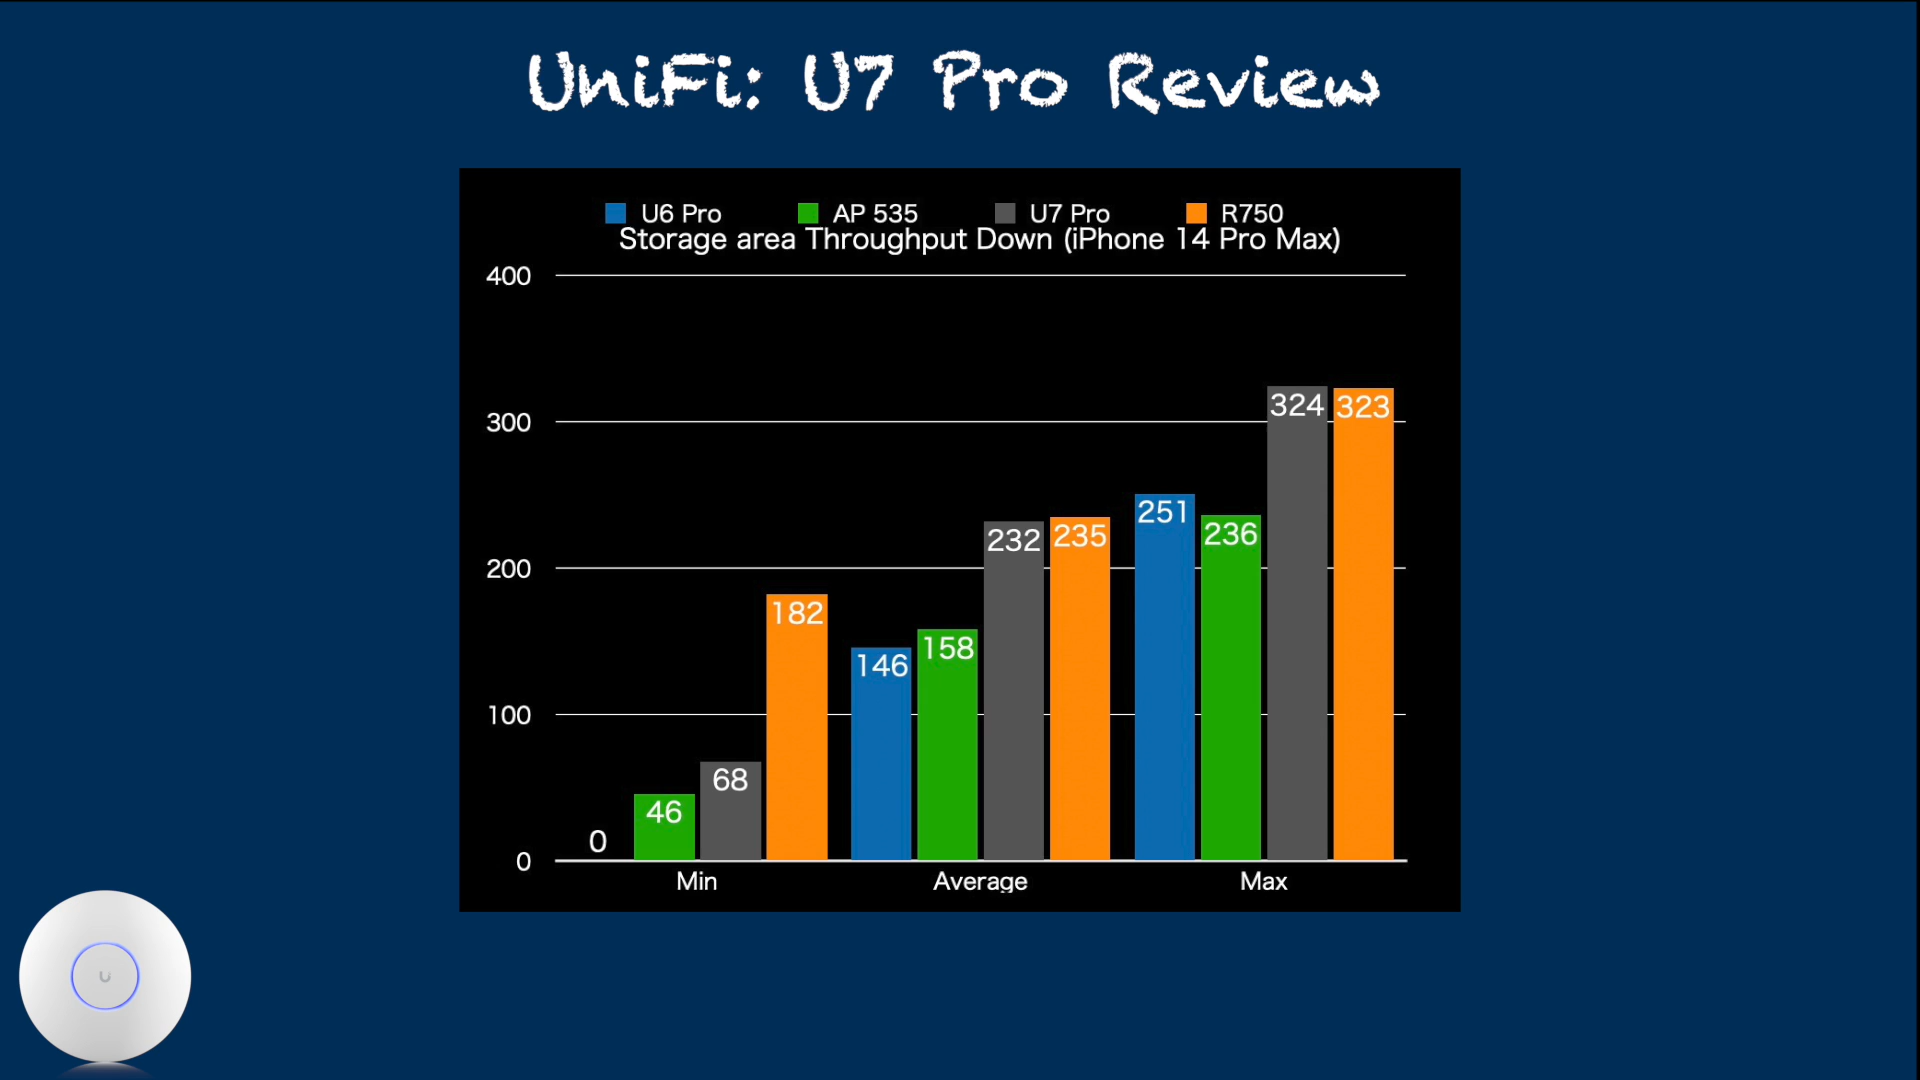 UniFi: U7 Pro Review
U6 Pro AP 535 U7 Pro R750
Storage area Throughput Down (iPhone 14 Pro Max)
400
300
200
100
0
0 46 68 182
146 158 232 235
251 236 324 323
Min Average Max
U